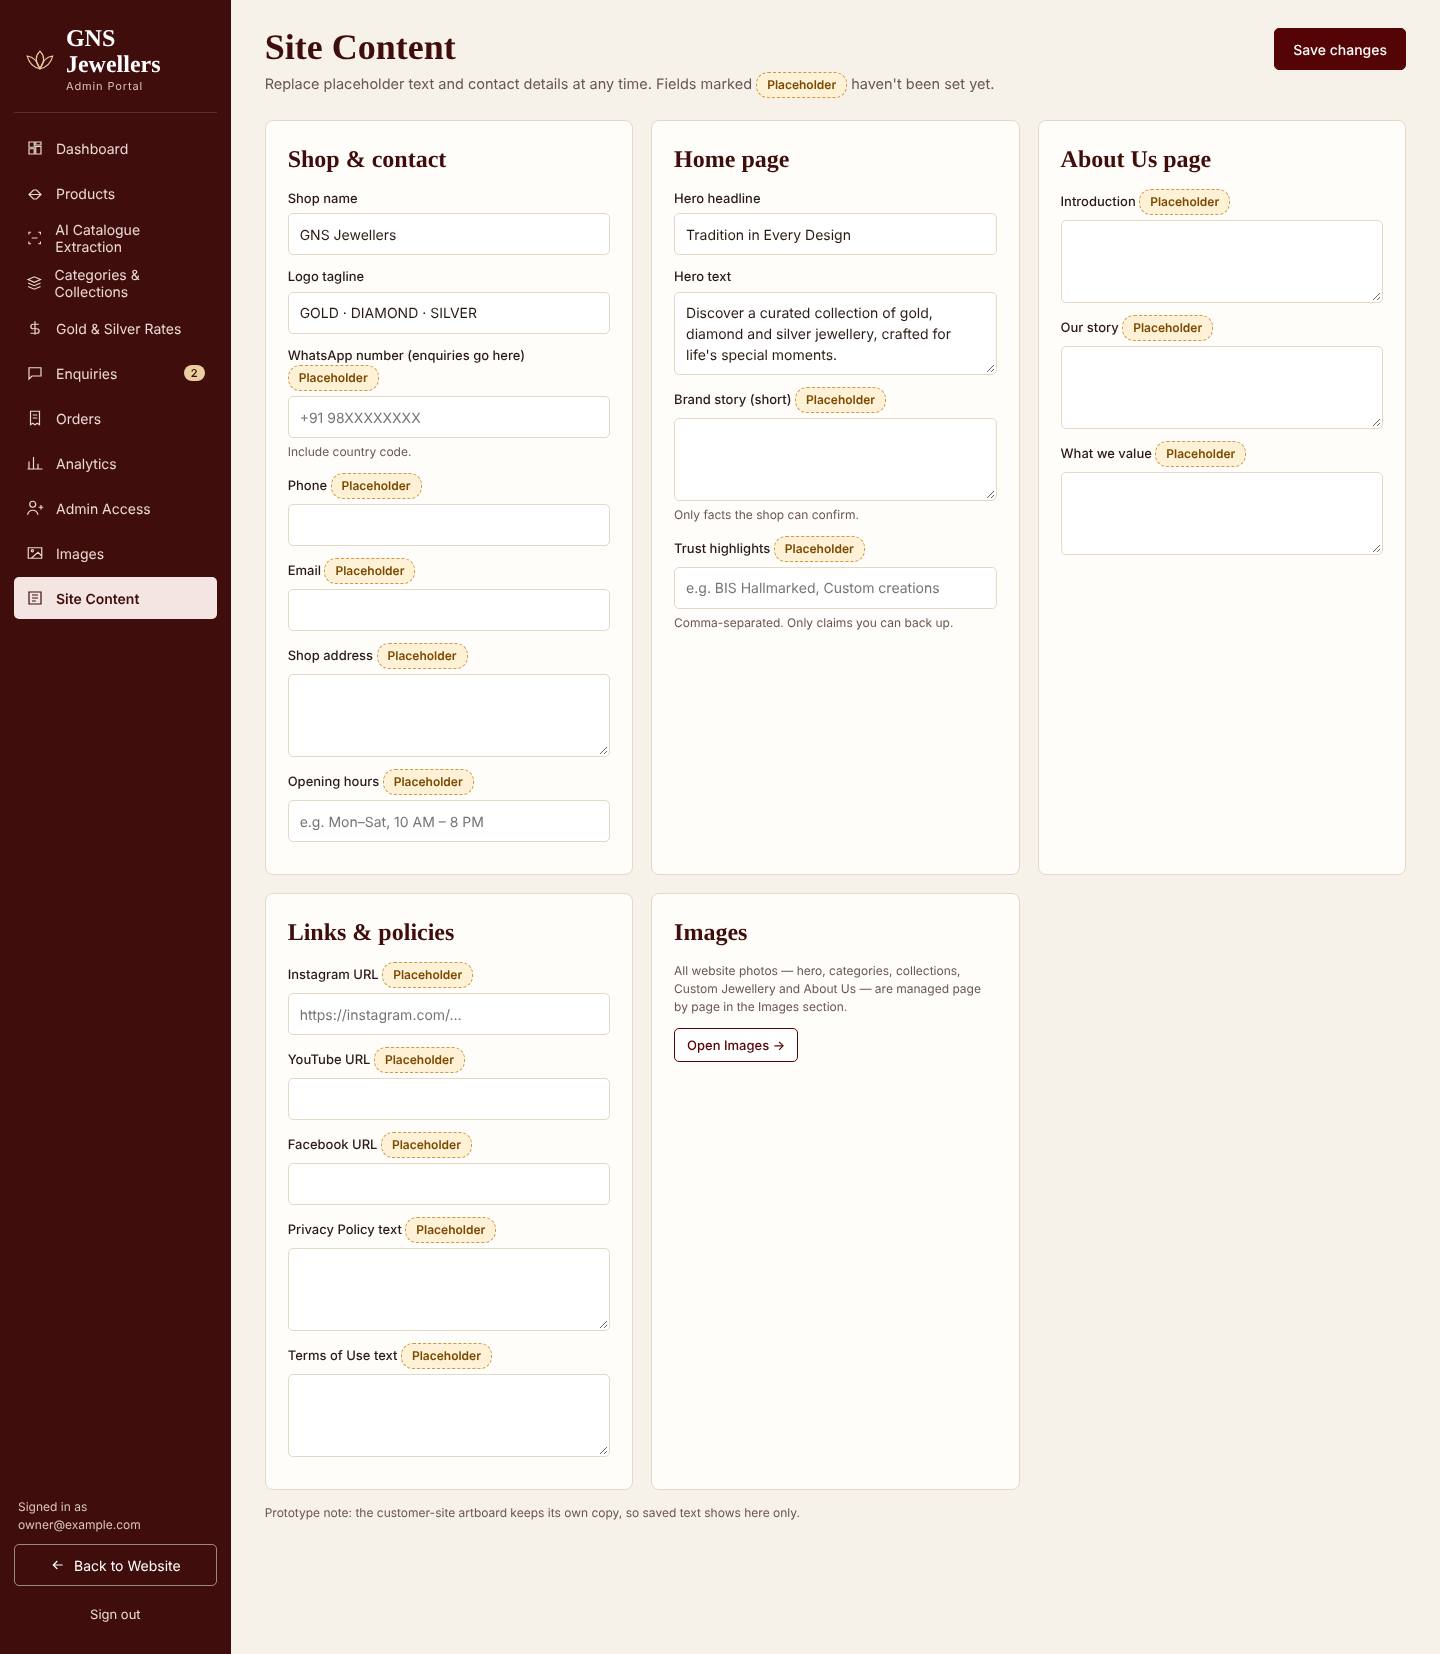 GNS
Jewellers
Admin Portal
Dashboard
Products
AI Catalogue
Extraction
Categories &
Collections
Gold & Silver Rates
Enquiries 2
Orders
Analytics
Admin Access
Images
Site Content
Signed in as
owner@example.com
← Back to Website
Sign out
Site Content
Save changes
Replace placeholder text and contact details at any time. Fields marked Placeholder haven't been set yet.
Shop & contact
Shop name
GNS Jewellers
Logo tagline
GOLD · DIAMOND · SILVER
WhatsApp number (enquiries go here)
Placeholder
+91 98XXXXXXXX
Include country code.
Phone Placeholder
Email Placeholder
Shop address Placeholder
Opening hours Placeholder
e.g. Mon–Sat, 10 AM – 8 PM
Home page
Hero headline
Tradition in Every Design
Hero text
Discover a curated collection of gold,
diamond and silver jewellery, crafted for
life's special moments.
Brand story (short) Placeholder
Only facts the shop can confirm.
Trust highlights Placeholder
e.g. BIS Hallmarked, Custom creations
Comma-separated. Only claims you can back up.
About Us page
Introduction Placeholder
Our story Placeholder
What we value Placeholder
Links & policies
Instagram URL Placeholder
https://instagram.com/...
YouTube URL Placeholder
Facebook URL Placeholder
Privacy Policy text Placeholder
Terms of Use text Placeholder
Images
All website photos — hero, categories, collections,
Custom Jewellery and About Us — are managed page
by page in the Images section.
Open Images →
Prototype note: the customer-site artboard keeps its own copy, so saved text shows here only.